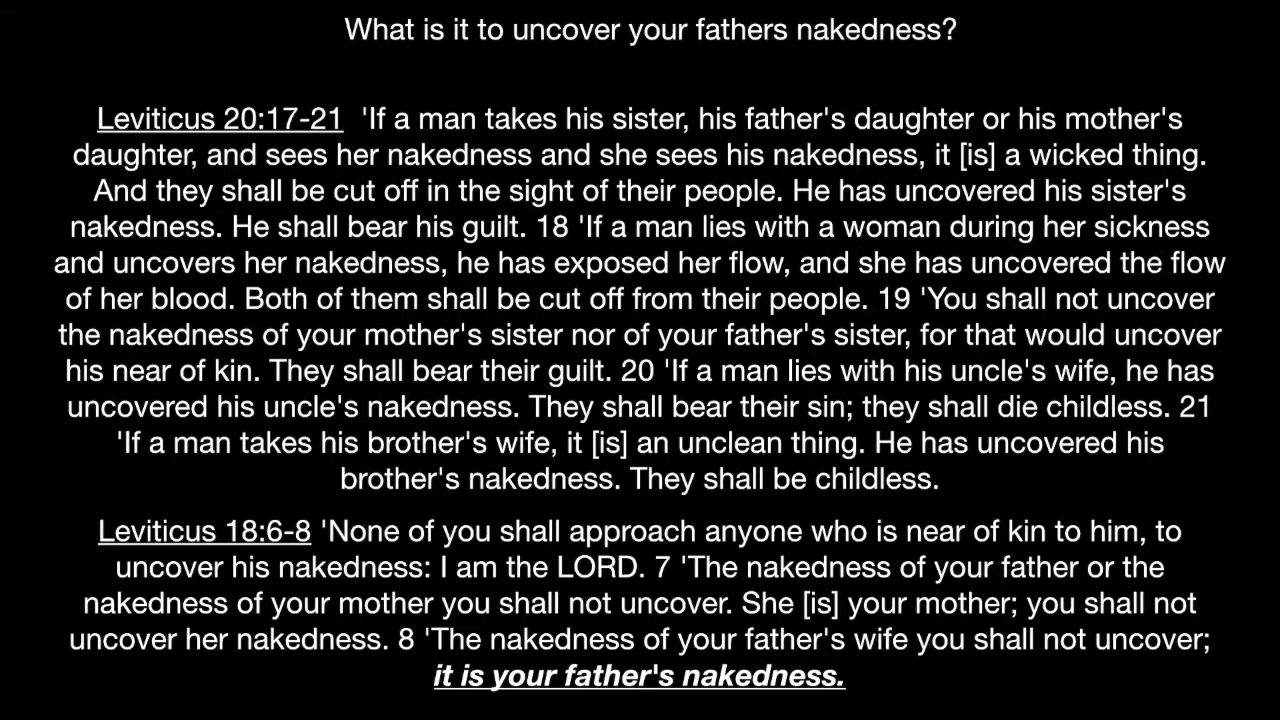 What is it to uncover your fathers nakedness?
Leviticus 20:17-21 'If a man takes his sister, his father's daughter or his mother's
daughter, and sees her nakedness and she sees his nakedness, it [is] a wicked thing.
And they shall be cut off in the sight of their people. He has uncovered his sister's
nakedness. He shall bear his guilt. 18 'If a man lies with a woman during her sickness
and uncovers her nakedness, he has exposed her flow, and she has uncovered the flow
of her blood. Both of them shall be cut off from their people. 19 'You shall not uncover
the nakedness of your mother's sister nor of your father's sister, for that would uncover
his near of kin. They shall bear their guilt. 20 'If a man lies with his uncle's wife, he has
uncovered his uncle's nakedness. They shall bear their sin; they shall die childless. 21
'If a man takes his brother's wife, it [is] an unclean thing. He has uncovered his
brother's nakedness. They shall be childless.
Leviticus 18:6-8 'None of you shall approach anyone who is near of kin to him, to
uncover his nakedness: I am the LORD. 7 'The nakedness of your father or the
nakedness of your mother you shall not uncover. She [is] your mother; you shall not
uncover her nakedness. 8 'The nakedness of your father's wife you shall not uncover;
it is your father's nakedness.